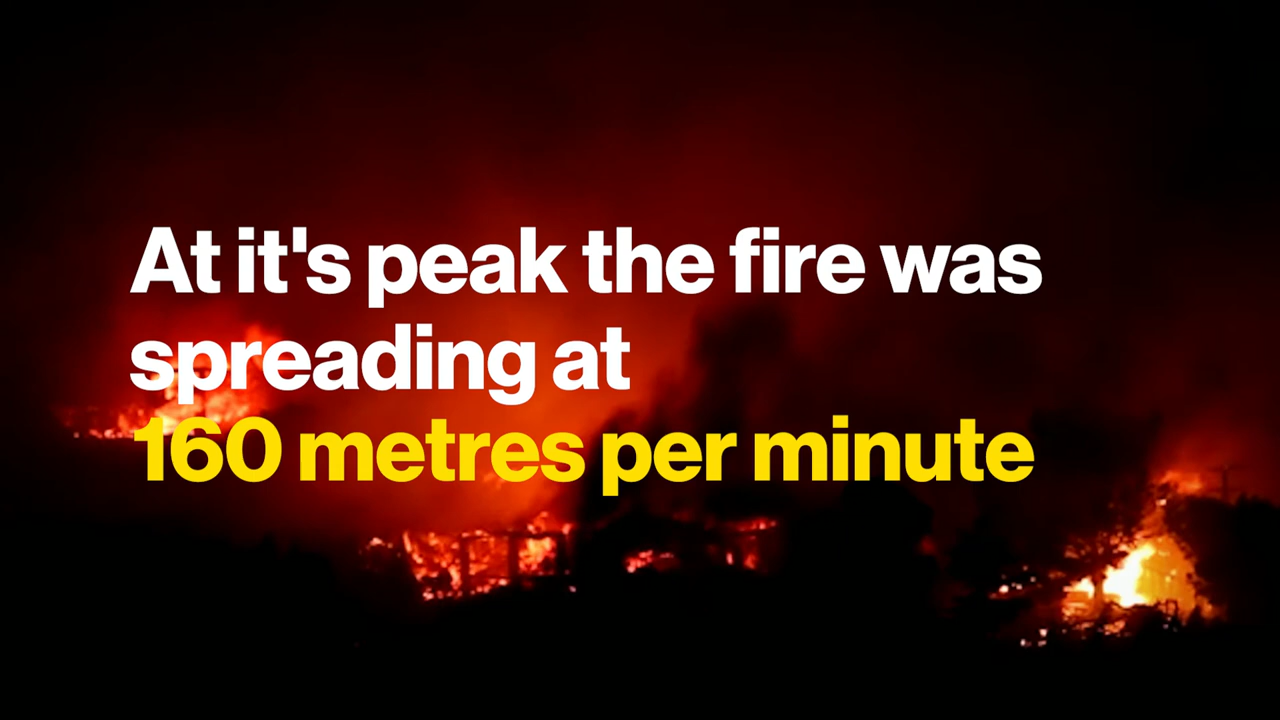 At it's peak the fire was
spreading at
160 metres per minute